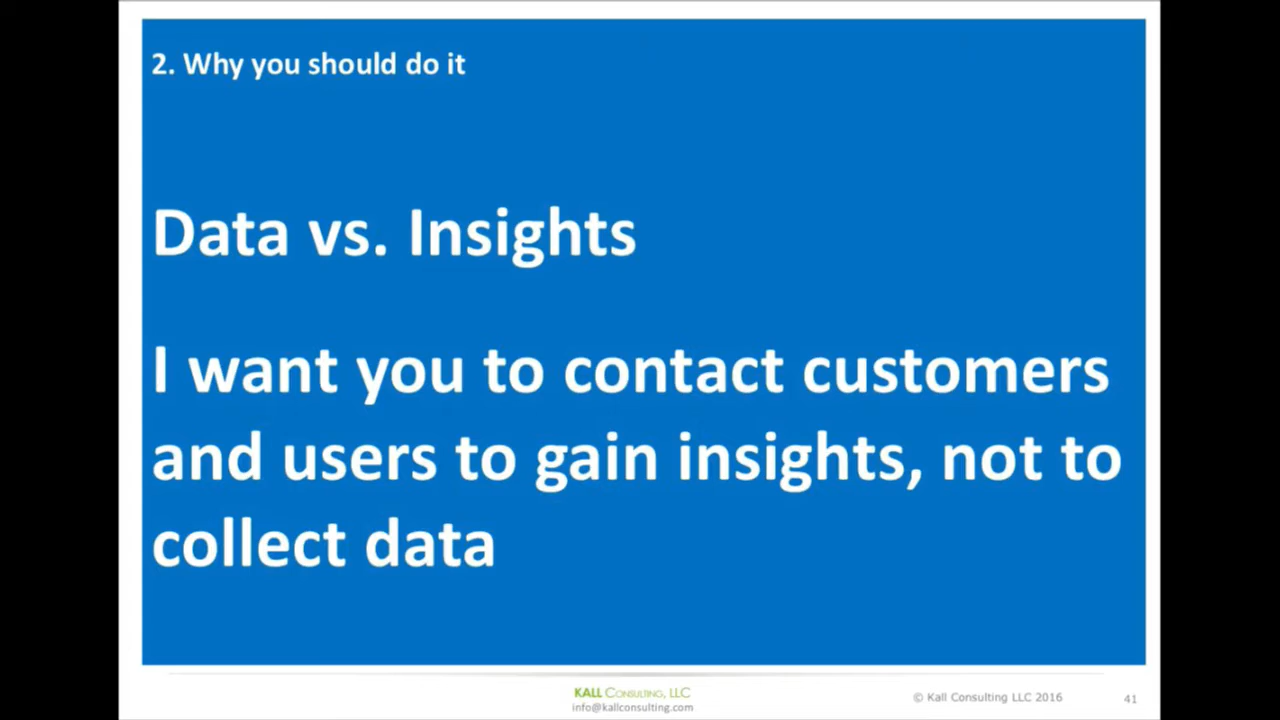 2. Why you should do it
Data vs. Insights
I want you to contact customers
and users to gain insights, not to
collect data
KALL CONSULTING, LLC
info@kallconsulting.com
© Kall Consulting LLC 2016
41